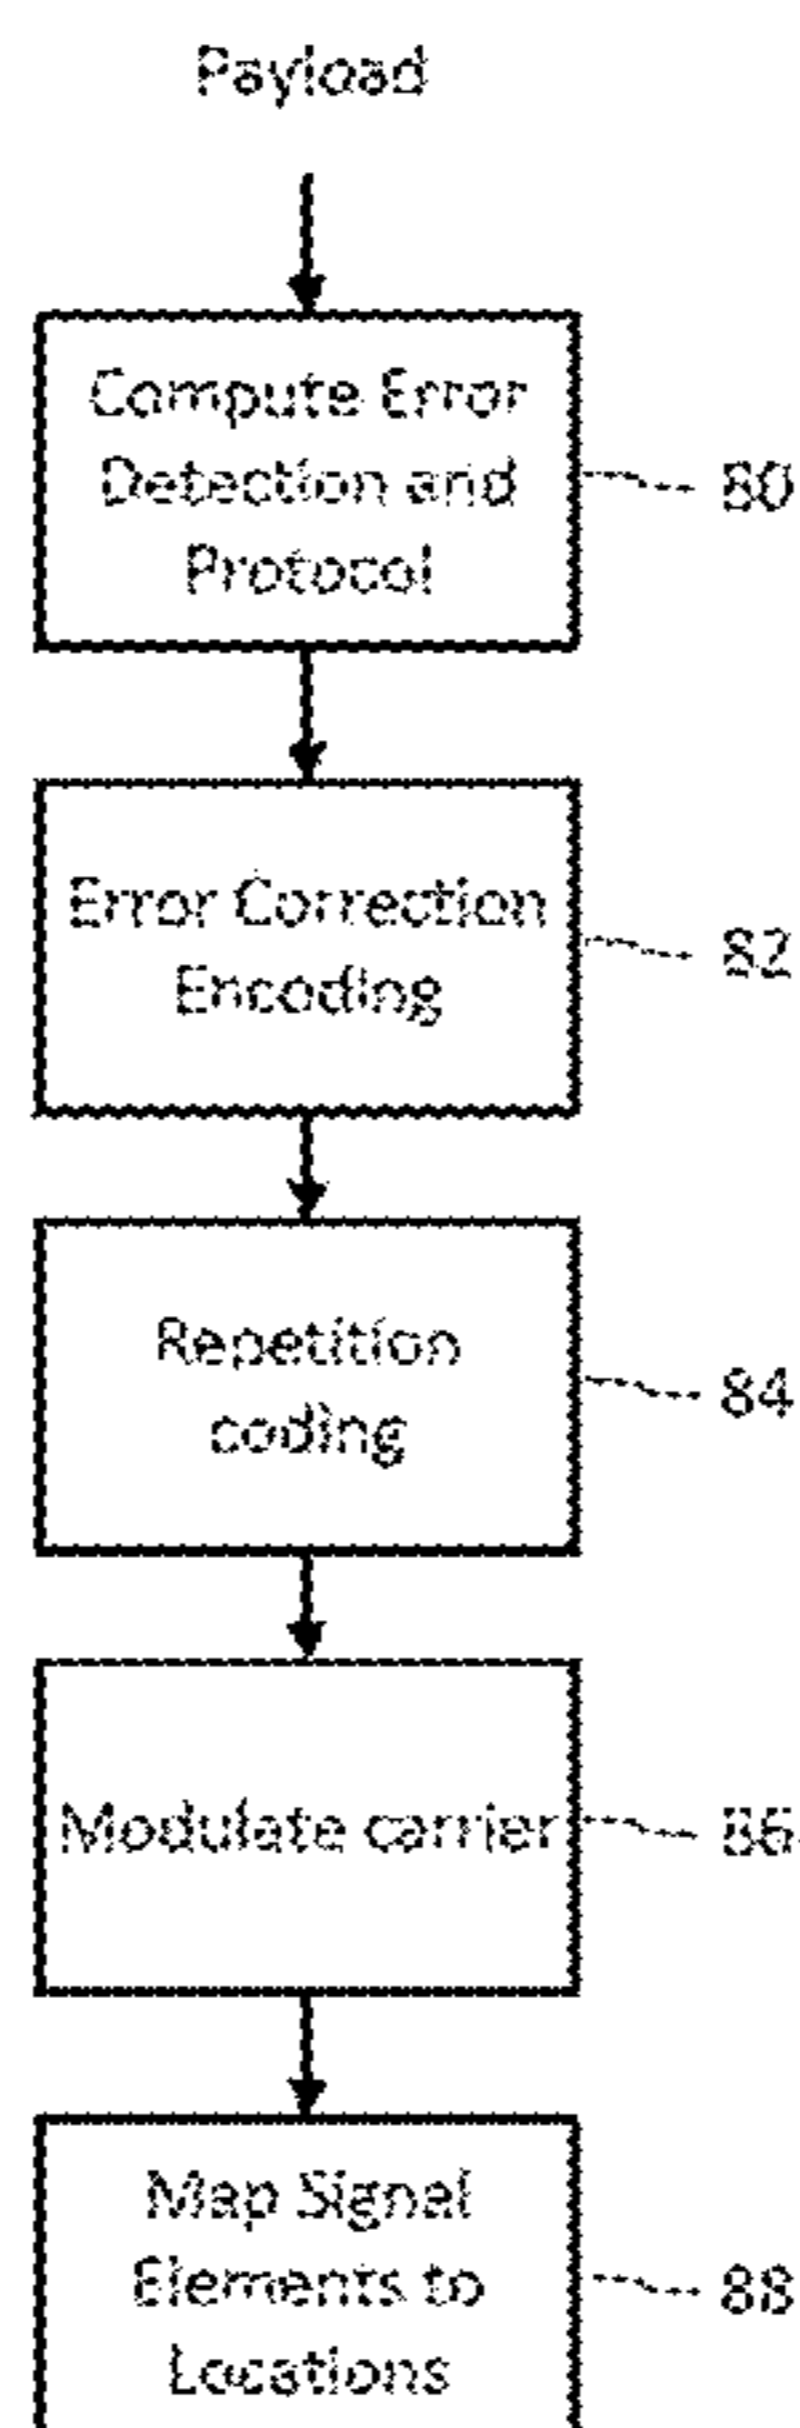 Payload
Compute Error
Detection and
Protocol
80
Error Correction
Encoding
82
Repetition
coding
84
Modulate carrier
86
Map Signal
Elements to
Locations
88